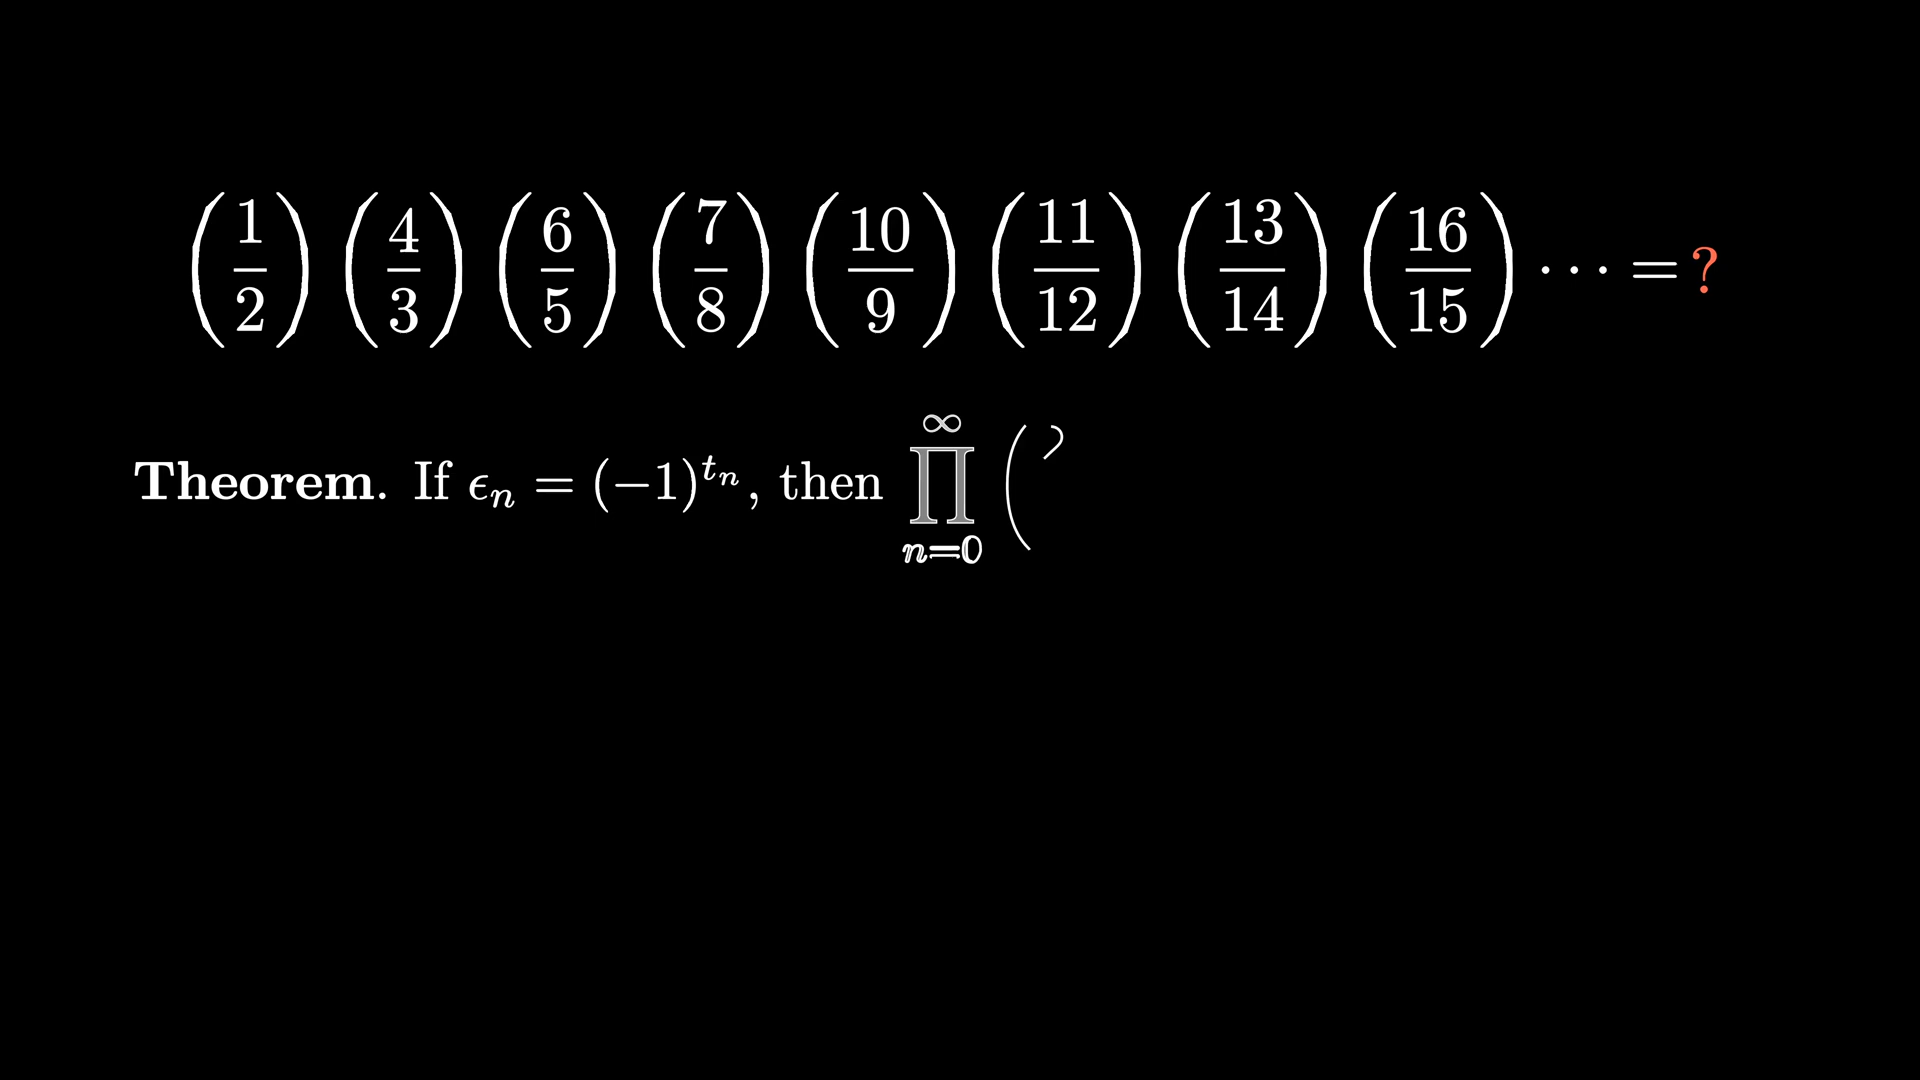 (1/2) (4/3) (6/5) (7/8) (10/9) (11/12) (13/14) (16/15) ⋯ = ?
Theorem. If ϵ_n = (−1)^{t_n}, then ∏_{n=0}^{∞} (